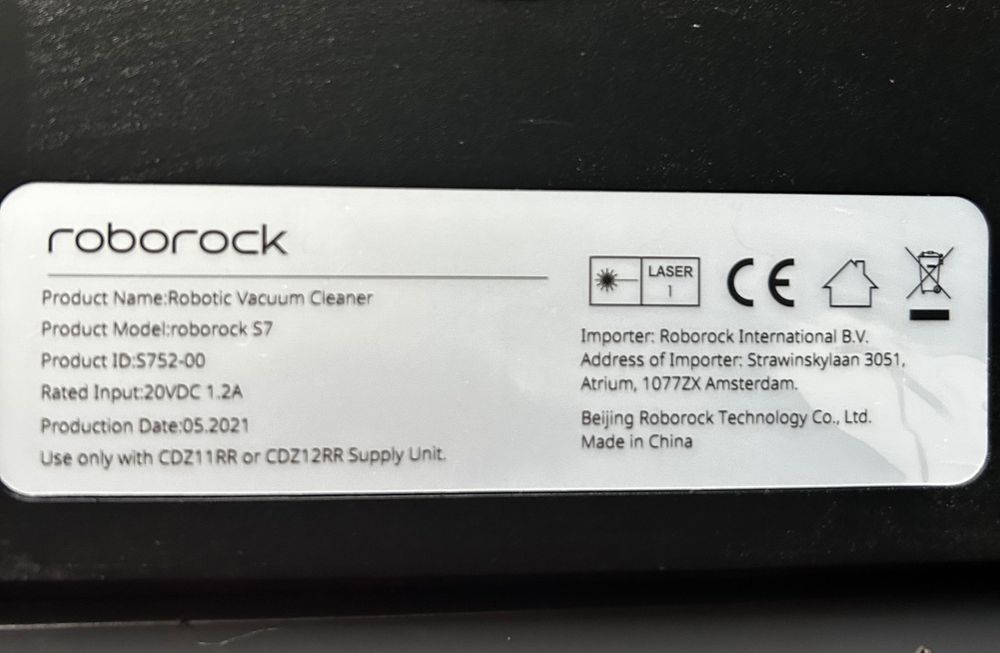 roborock
Product Name:Robotic Vacuum Cleaner
Product Model:roborock S7
Product ID:S752-00
Rated Input:20VDC 1.2A
Production Date:05.2021
Use only with CDZ11RR or CDZ12RR Supply Unit.
LASER
1
CE
Importer: Roborock International B.V.
Address of Importer: Strawinskylaan 3051,
Atrium, 1077ZX Amsterdam.
Beijing Roborock Technology Co., Ltd.
Made in China